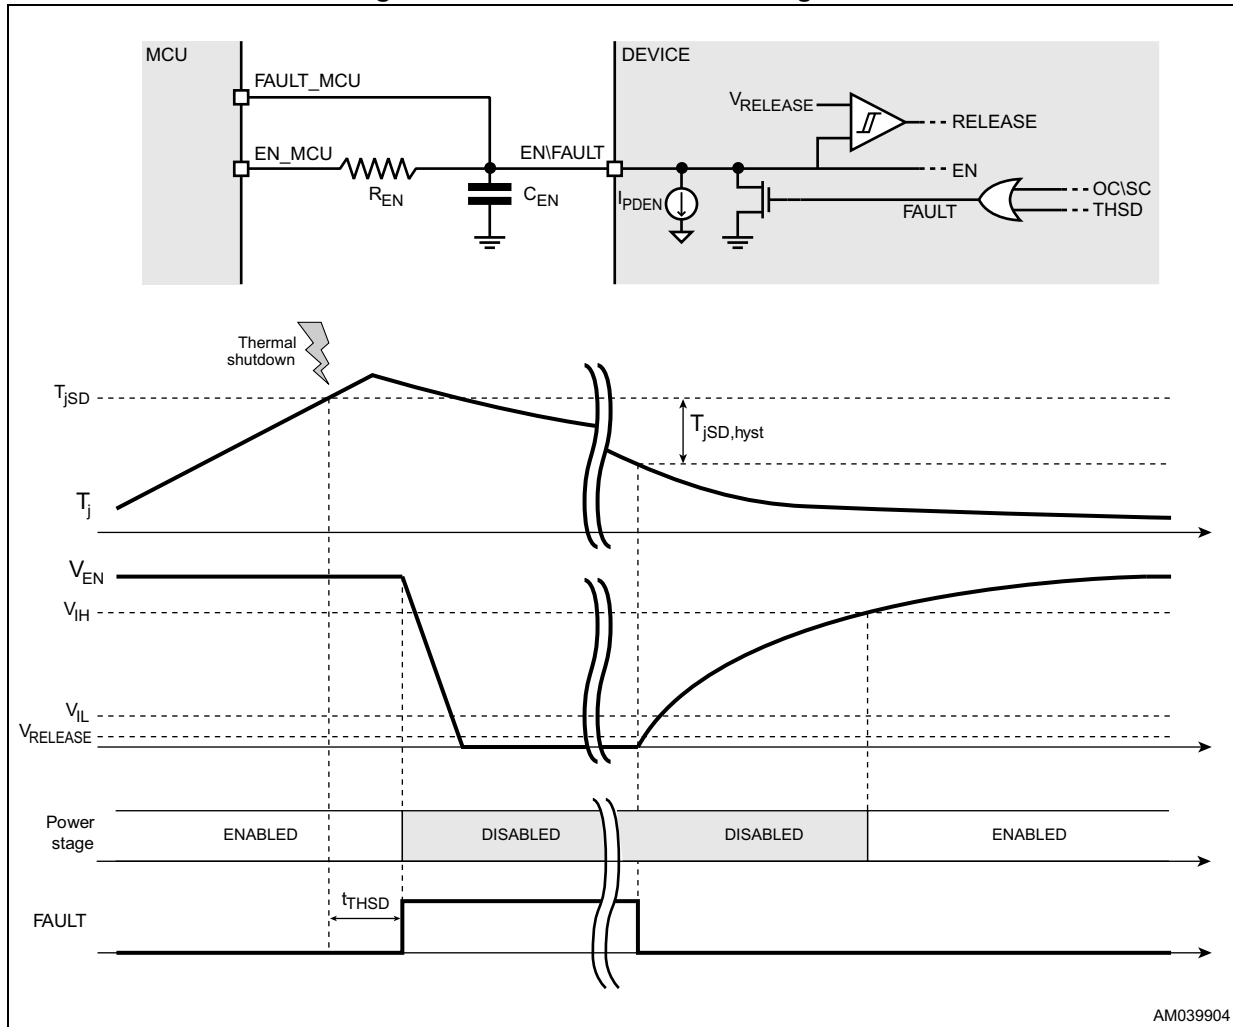 MCU
DEVICE
FAULT_MCU
VRELEASE
RELEASE
EN_MCU
EN\FAULT
EN
REN
CEN
IPDEN
FAULT
OC\SC
THSD
Thermal
shutdown
TjSD
TjSD,hyst
Tj
VEN
VIH
VIL
VRELEASE
Power
stage
ENABLED
DISABLED
DISABLED
ENABLED
tTHSD
FAULT
AM039904